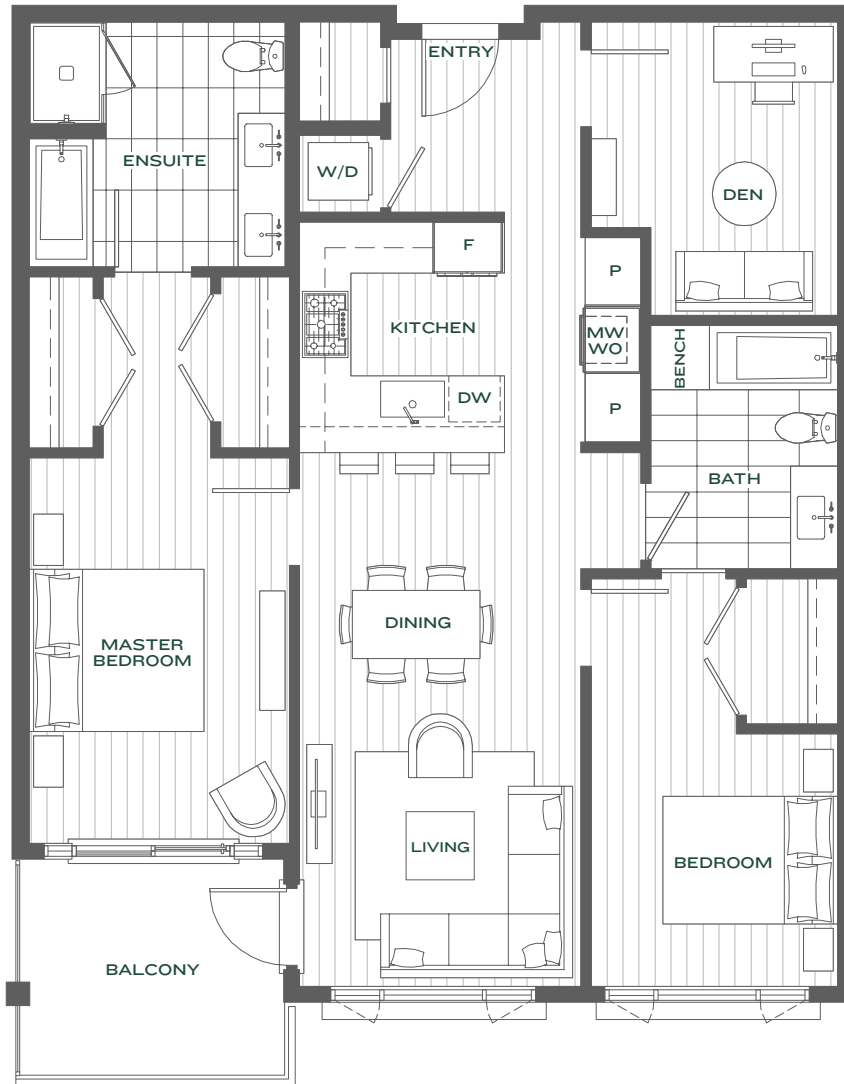 ENTRY
W/D
ENSUITE
DEN
F
P
KITCHEN
MW
WO
BENCH
DW
P
BATH
DINING
MASTER
BEDROOM
LIVING
BEDROOM
BALCONY